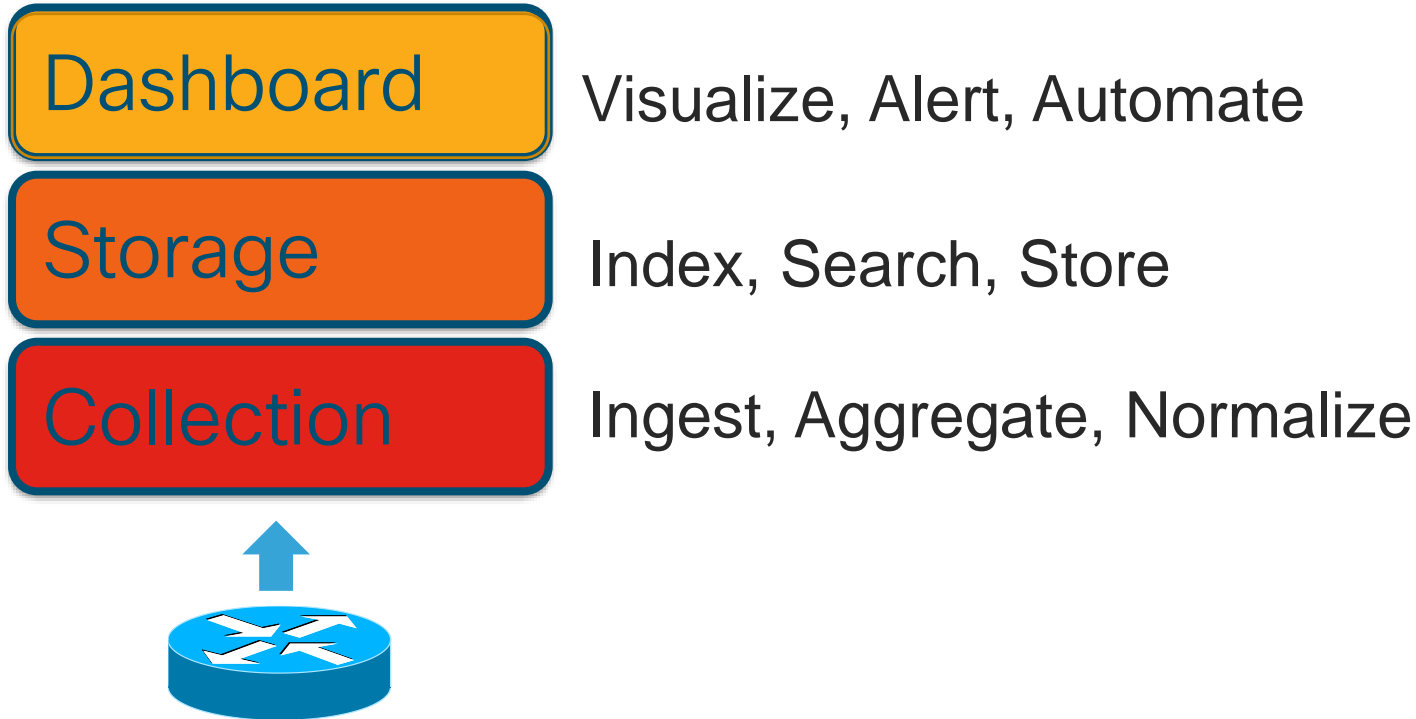 Dashboard
Visualize, Alert, Automate
Storage
Index, Search, Store
Collection
Ingest, Aggregate, Normalize